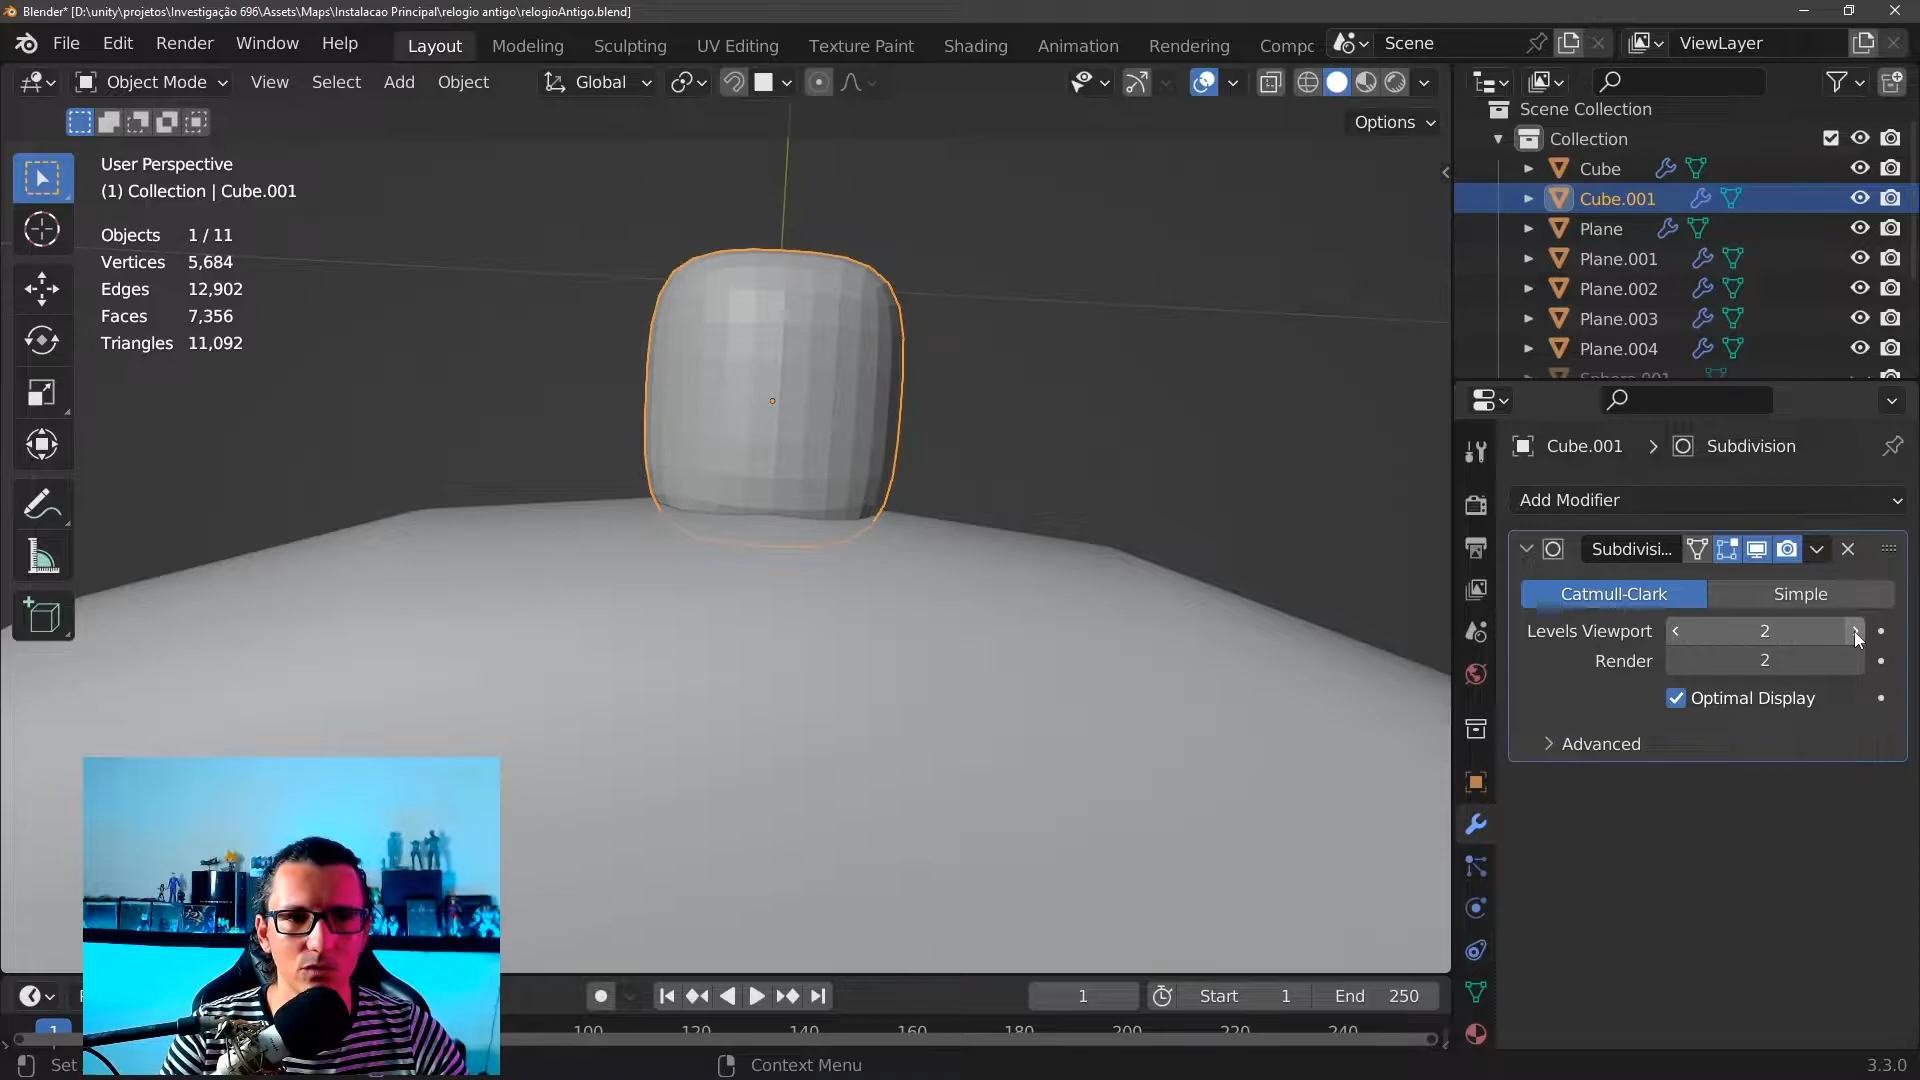 Blender* [D:\unity\projetos\Investigação 696\Assets\Maps\Instalacao Principal\relogio antigo\relogioAntigo.blend]
File Edit Render Window Help Layout Modeling Sculpting UV Editing Texture Paint Shading Animation Rendering Compc Scene ViewLayer
Object Mode View Select Add Object Global
Options
User Perspective
(1) Collection | Cube.001
Objects 1 / 11
Vertices 5,684
Edges 12,902
Faces 7,356
Triangles 11,092
Scene Collection
Collection
Cube
Cube.001
Plane
Plane.001
Plane.002
Plane.003
Plane.004
Sphere.001
Cube.001 > Subdivision
Add Modifier
Subdivisi...
Catmull-Clark Simple
Levels Viewport 2
Render 2
Optimal Display
Advanced
1 Start 1 End 250
1 100 120 140 160 180 200 220 240
Set Context Menu 3.3.0